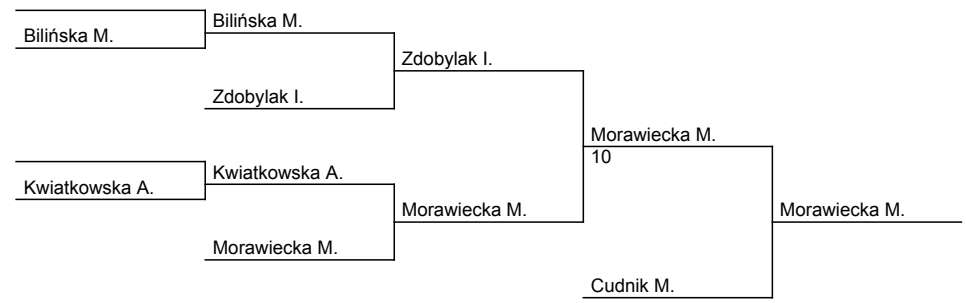 Bilińska M.
Bilińska M.
Zdobylak I.
Zdobylak I.
Morawiecka M.
10
Kwiatkowska A.
Kwiatkowska A.
Morawiecka M.
Morawiecka M.
Morawiecka M.
Cudnik M.